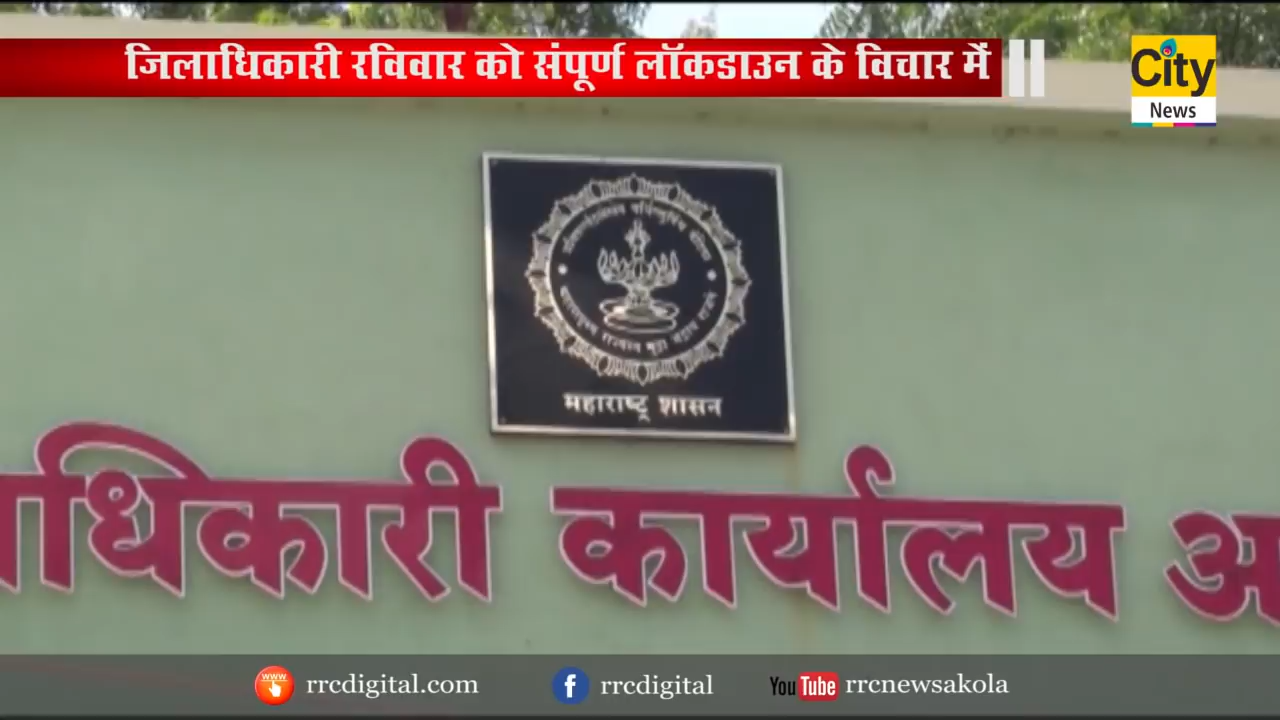 जिलाधिकारी रविवार को संपूर्ण लॉकडाउन के विचार में
City
News
महाराष्ट्र शासन
ाधिकारी कार्यालय अ
rrcdigital.com
rrcdigital
YouTube rrcnewsakola